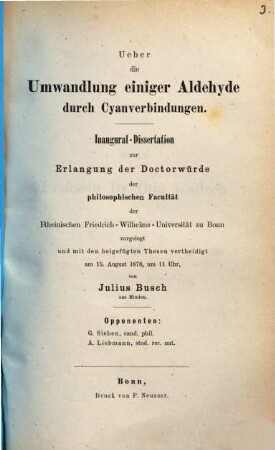 3.
Ueber
die
Umwandlung einiger Aldehyde
durch Cyanverbindungen.
Inaugural-Dissertation
zur
Erlangung der Doctorwürde
der
philosophischen Facultät
der
Rheinischen Friedrich-Wilhelms-Universität zu Bonn
vorgelegt
und mit den beigefügten Thesen vertheidigt
am 15. August 1878, um 11 Uhr,
von
Julius Busch
aus Minden.
Opponenten:
G. Sieben, cand. phil.
A. Liebmann, stud. rer. nat.
Bonn,
Druck von P. Neusser.